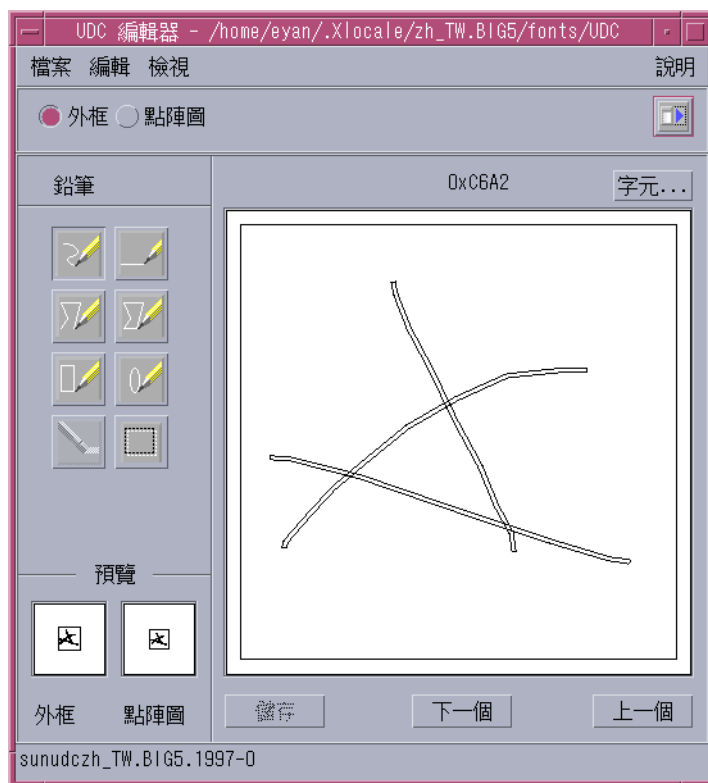 UDC 編輯器 - /home/eyan/.Xlocale/zh_TW.BIG5/fonts/UDC
檔案 編輯 檢視 說明
外框 點陣圖
鉛筆 0xC6A2 字元...
預覽
外框 點陣圖 儲存 下一個 上一個
sunudczh_TW.BIG5.1997-0